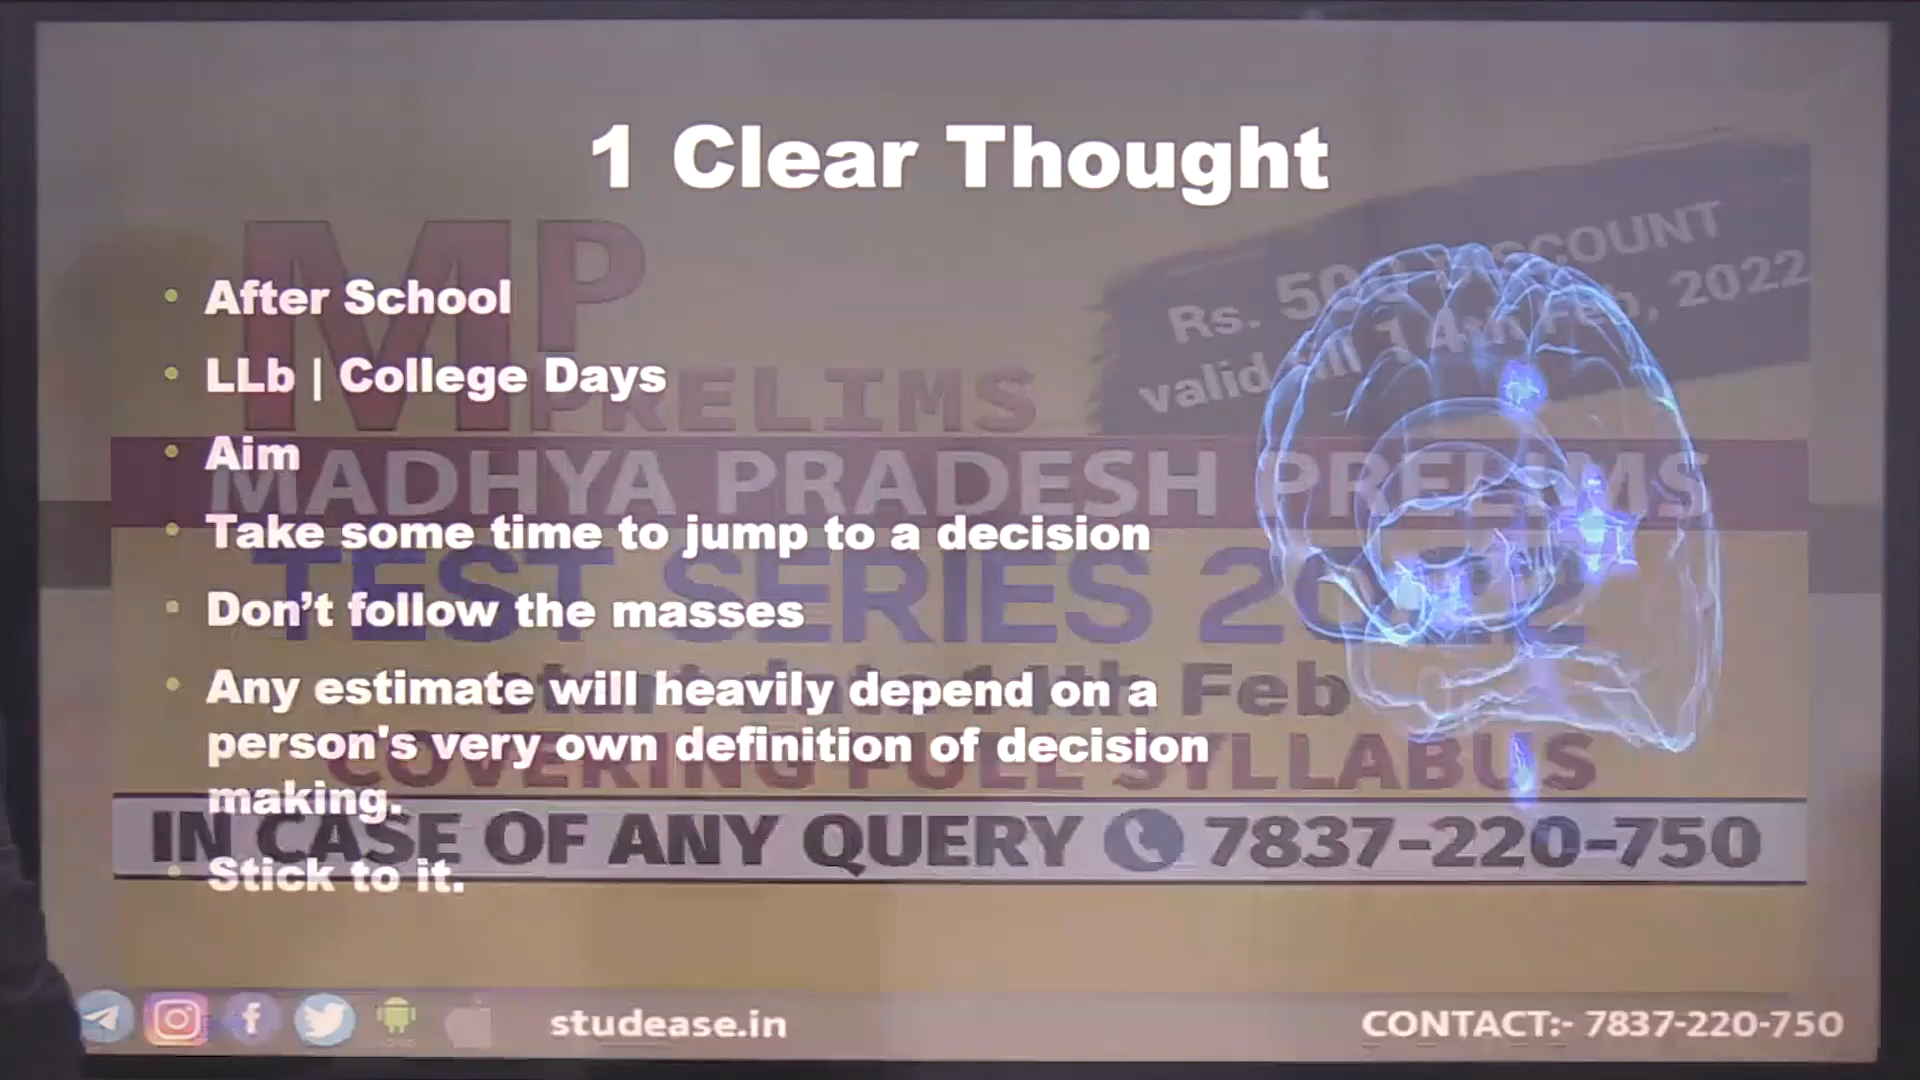 1 Clear Thought
• After School
• LLb | College Days
• Aim
• Take some time to jump to a decision
• Don’t follow the masses
• Any estimate will heavily depend on a
person's very own definition of decision
making.
• Stick to it.
MP
PRELIMS
Rs. 500 DISCOUNT
valid till 14th Feb, 2022
MADHYA PRADESH PRELIMS
TEST SERIES 2022
14th Feb
COVERING FULL SYLLABUS
IN CASE OF ANY QUERY 7837-220-750
studease.in
CONTACT:- 7837-220-750